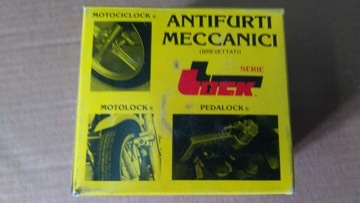 MOTOCICLOCK®
ANTIFURTI
MECCANICI
(BREVETTATI)
SERIE
LOCK
MOTOLOCK®
PEDALOCK®